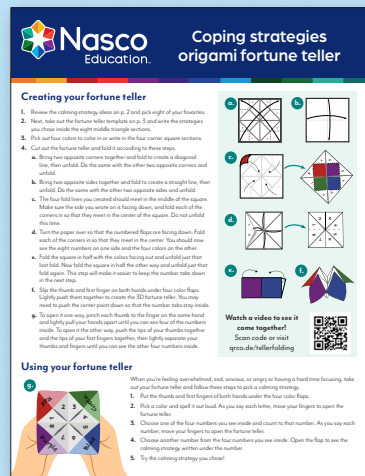 Nasco
Education
Coping strategies
origami fortune teller
Creating your fortune teller
1. Review the calming strategy ideas on p. 2 and pick eight of your favorites.
2. Next, take out the fortune teller template on p. 3 and write the strategies
you chose inside the eight middle triangle sections.
3. Pick out four colors to color in or write in the four corner square sections.
4. Cut out the fortune teller and fold it according to these steps.
a. Bring two opposite corners together and fold to create a diagonal
line, then unfold. Do the same with the other two opposite corners and
unfold.
b. Bring two opposite sides together and fold to create a straight line, then
unfold. Do the same with the other two opposite sides and unfold.
c. The four fold lines you created should meet in the middle of the square.
Make sure the side you wrote on is facing down, and fold each of the
corners in so that they meet in the center of the square. Do not unfold
this time.
d. Turn the paper over so that the numbered flaps are facing down. Fold
each of the corners in so that they meet in the center. You should now
see the eight numbers on one side and the four colors on the other.
e. Fold the square in half with the colors facing out and unfold just that
last fold. Now fold the square in half the other way and unfold just that
fold again. This step will make it easier to keep the number tabs down
in the next step.
f. Slip the thumb and first finger on both hands under four color flaps.
Lightly push them together to create the 3D fortune teller. You may
need to push the center point down so that the number tabs stay inside.
g. To open it one way, pinch each thumb to the finger on the same hand
and lightly pull your hands apart until you can see four of the numbers
inside. To open it the other way, push the tips of your thumbs together
and the tips of your first fingers together, then lightly separate your
thumbs and fingers until you can see the other four numbers inside.
a.
b.
c.
d.
e.
f.
Watch a video to see it
come together!
Scan code or visit
qrco.de/tellerfolding
Using your fortune teller
g.
When you're feeling overwhelmed, sad, anxious, or angry or having a hard time focusing, take
out your fortune teller and follow these steps to pick a calming strategy.
1. Put the thumb and first fingers of both hands under the four color flaps.
2. Pick a color and spell it out loud. As you say each letter, move your fingers to open the
fortune teller.
3. Choose one of the four numbers you see inside and count to that number. As you say each
number, move your fingers to open the fortune teller.
4. Choose another number from the four numbers you see inside. Open the flap to see the
calming strategy written under the number.
5. Try the calming strategy you chose!